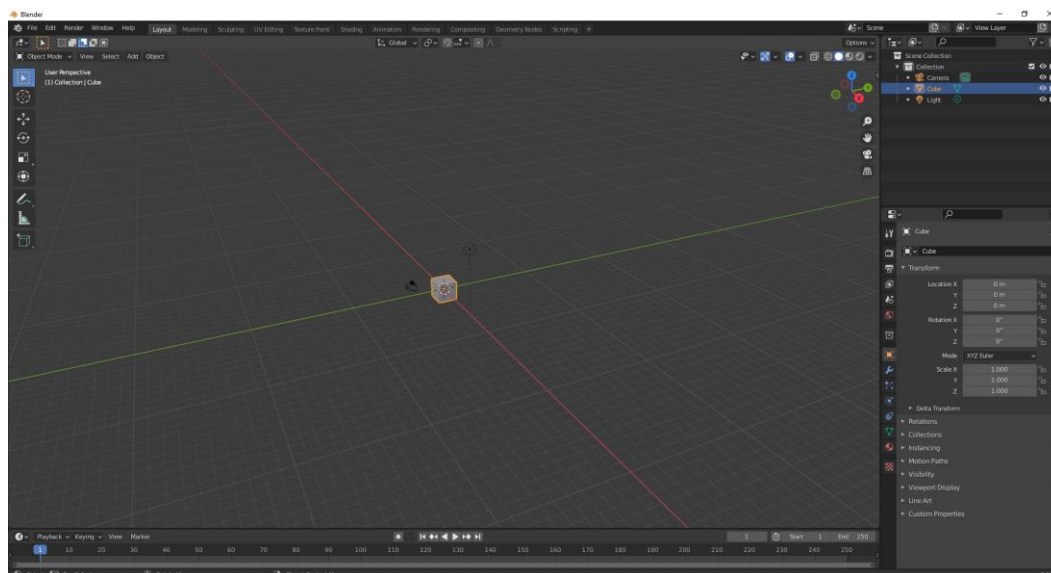 Blender
File Edit Render Window Help Layout Modeling Sculpting UV Editing Texture Paint Shading Animation Rendering Compositing Geometry Nodes Scripting + Scene View Layer
Global Options
Object Mode View Select Add Object
User Perspective
(1) Collection | Cube
Scene Collection
Collection
Camera
Cube
Light
Cube
Cube
Transform
Location X 0 m
Y 0 m
Z 0 m
Rotation X 0°
Y 0°
Z 0°
Mode XYZ Euler
Scale X 1.000
Y 1.000
Z 1.000
Delta Transform
Relations
Collections
Instancing
Motion Paths
Visibility
Viewport Display
Line Art
Custom Properties
Playback Keying View Marker 1 Start 1 End 250
1 10 20 30 40 50 60 70 80 90 100 110 120 130 140 150 160 170 180 190 200 210 220 230 240 250